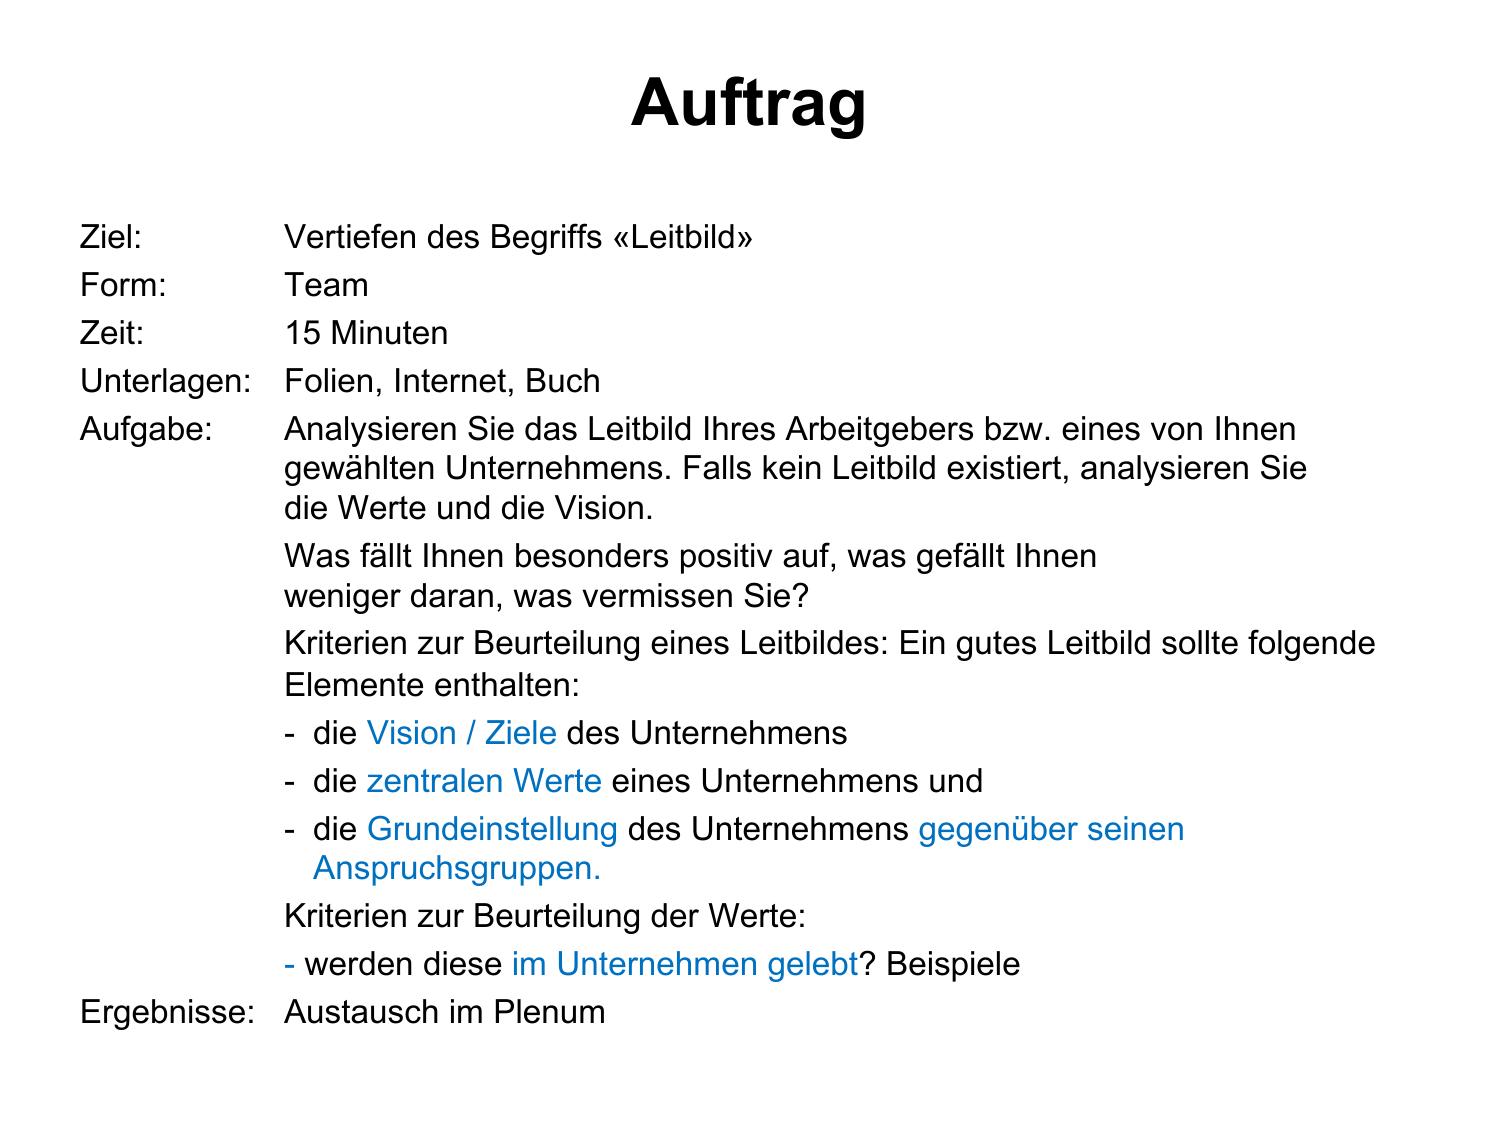 Auftrag
Ziel: Vertiefen des Begriffs «Leitbild»
Form: Team
Zeit: 15 Minuten
Unterlagen: Folien, Internet, Buch
Aufgabe: Analysieren Sie das Leitbild Ihres Arbeitgebers bzw. eines von Ihnen
gewählten Unternehmens. Falls kein Leitbild existiert, analysieren Sie
die Werte und die Vision.
Was fällt Ihnen besonders positiv auf, was gefällt Ihnen
weniger daran, was vermissen Sie?
Kriterien zur Beurteilung eines Leitbildes: Ein gutes Leitbild sollte folgende
Elemente enthalten:
- die Vision / Ziele des Unternehmens
- die zentralen Werte eines Unternehmens und
- die Grundeinstellung des Unternehmens gegenüber seinen
Anspruchsgruppen.
Kriterien zur Beurteilung der Werte:
- werden diese im Unternehmen gelebt? Beispiele
Ergebnisse: Austausch im Plenum